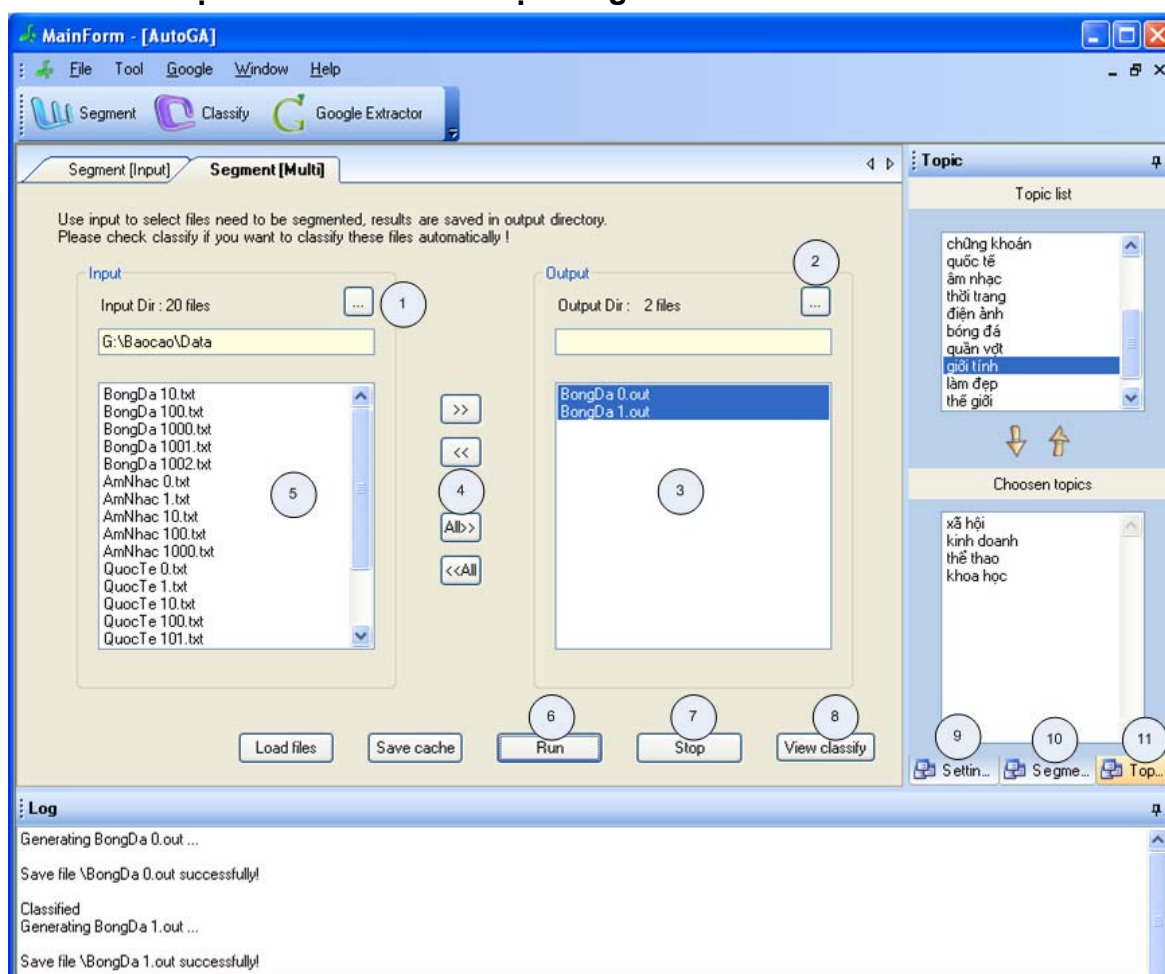 MainForm - [AutoGA]
File Tool Google Window Help
Segment Classify Google Extractor
Segment [Input] Segment [Multi]
Use input to select files need to be segmented, results are saved in output directory.
Please check classify if you want to classify these files automatically !
Input
Input Dir : 20 files
...
1
G:\Baocao\Data
BongDa 10.txt
BongDa 100.txt
BongDa 1000.txt
BongDa 1001.txt
BongDa 1002.txt
AmNhac 0.txt
AmNhac 1.txt
AmNhac 10.txt
AmNhac 100.txt
AmNhac 1000.txt
QuocTe 0.txt
QuocTe 1.txt
QuocTe 10.txt
QuocTe 100.txt
QuocTe 101.txt
5
>>
<<
4
All>>
<<All
Output
2
Output Dir : 2 files
...
BongDa 0.out
BongDa 1.out
3
6
7
8
Load files Save cache Run Stop View classify
Topic
Topic list
chứng khoán
quốc tế
âm nhạc
thời trang
điện ảnh
bóng đá
quần vợt
giới tính
làm đẹp
thế giới
Choosen topics
xã hội
kinh doanh
thể thao
khoa học
9 10 11
Settin... Segme... Top...
Log
Generating BongDa 0.out ...
Save file \BongDa 0.out successfully!
Classified
Generating BongDa 1.out ...
Save file \BongDa 1.out successfully!